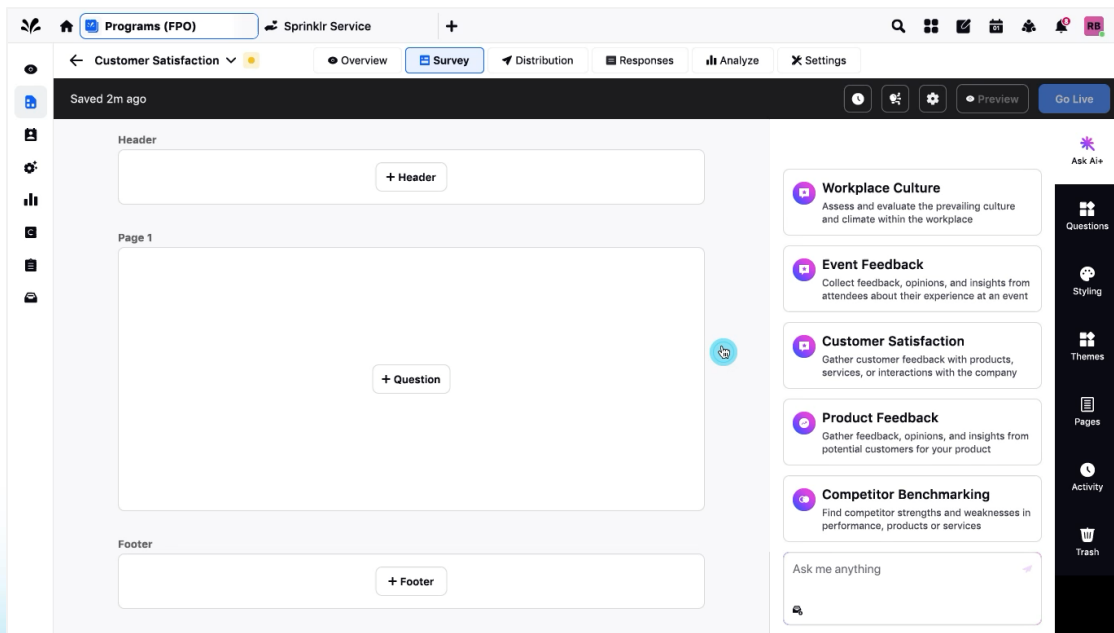 Programs (FPO)
Sprinklr Service
01
8
RB
Customer Satisfaction
Overview
Survey
Distribution
Responses
Analyze
Settings
Saved 2m ago
Preview
Go Live
Header
+ Header
Page 1
+ Question
Footer
+ Footer
Workplace Culture
Assess and evaluate the prevailing culture
and climate within the workplace
Event Feedback
Collect feedback, opinions, and insights from
attendees about their experience at an event
Customer Satisfaction
Gather customer feedback with products,
services, or interactions with the company
Product Feedback
Gather feedback, opinions, and insights from
potential customers for your product
Competitor Benchmarking
Find competitor strengths and weaknesses in
performance, products or services
Ask me anything
Ask Ai+
Questions
Styling
Themes
Pages
Activity
Trash